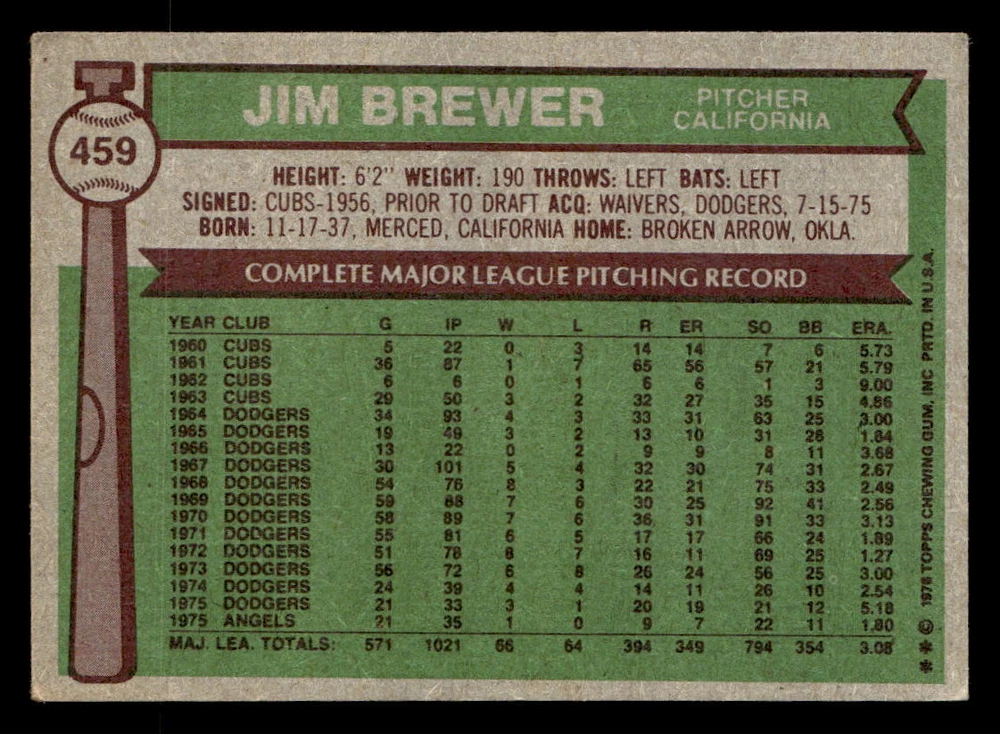 459
JIM BREWER
PITCHER
CALIFORNIA
HEIGHT: 6'2" WEIGHT: 190 THROWS: LEFT BATS: LEFT
SIGNED: CUBS-1956, PRIOR TO DRAFT ACQ: WAIVERS, DODGERS, 7-15-75
BORN: 11-17-37, MERCED, CALIFORNIA HOME: BROKEN ARROW, OKLA.
COMPLETE MAJOR LEAGUE PITCHING RECORD
YEAR CLUB G IP W L R ER SO BB ERA.
1960 CUBS 5 22 0 3 14 14 7 6 5.73
1961 CUBS 36 87 1 7 65 56 57 21 5.79
1962 CUBS 6 6 0 1 6 6 1 3 9.00
1963 CUBS 29 50 3 2 32 27 35 15 4.86
1964 DODGERS 34 93 4 3 33 31 63 25 3.00
1965 DODGERS 19 49 3 2 13 10 31 28 1.84
1966 DODGERS 13 22 0 2 9 9 8 11 3.68
1967 DODGERS 30 101 5 4 32 30 74 31 2.67
1968 DODGERS 54 76 8 3 22 21 75 33 2.49
1969 DODGERS 59 88 7 6 30 25 92 41 2.56
1970 DODGERS 58 89 7 6 36 31 91 33 3.13
1971 DODGERS 55 81 6 5 17 17 66 24 1.89
1972 DODGERS 51 78 8 7 16 11 69 25 1.27
1973 DODGERS 56 72 6 8 26 24 56 25 3.00
1974 DODGERS 24 39 4 4 14 11 26 10 2.54
1975 DODGERS 21 33 3 1 20 19 21 12 5.18
1975 ANGELS 21 35 1 0 9 7 22 11 1.80
MAJ. LEA. TOTALS: 571 1021 66 64 394 349 794 354 3.08
** © 1976 TOPPS CHEWING GUM, INC PRTD. IN U.S.A.